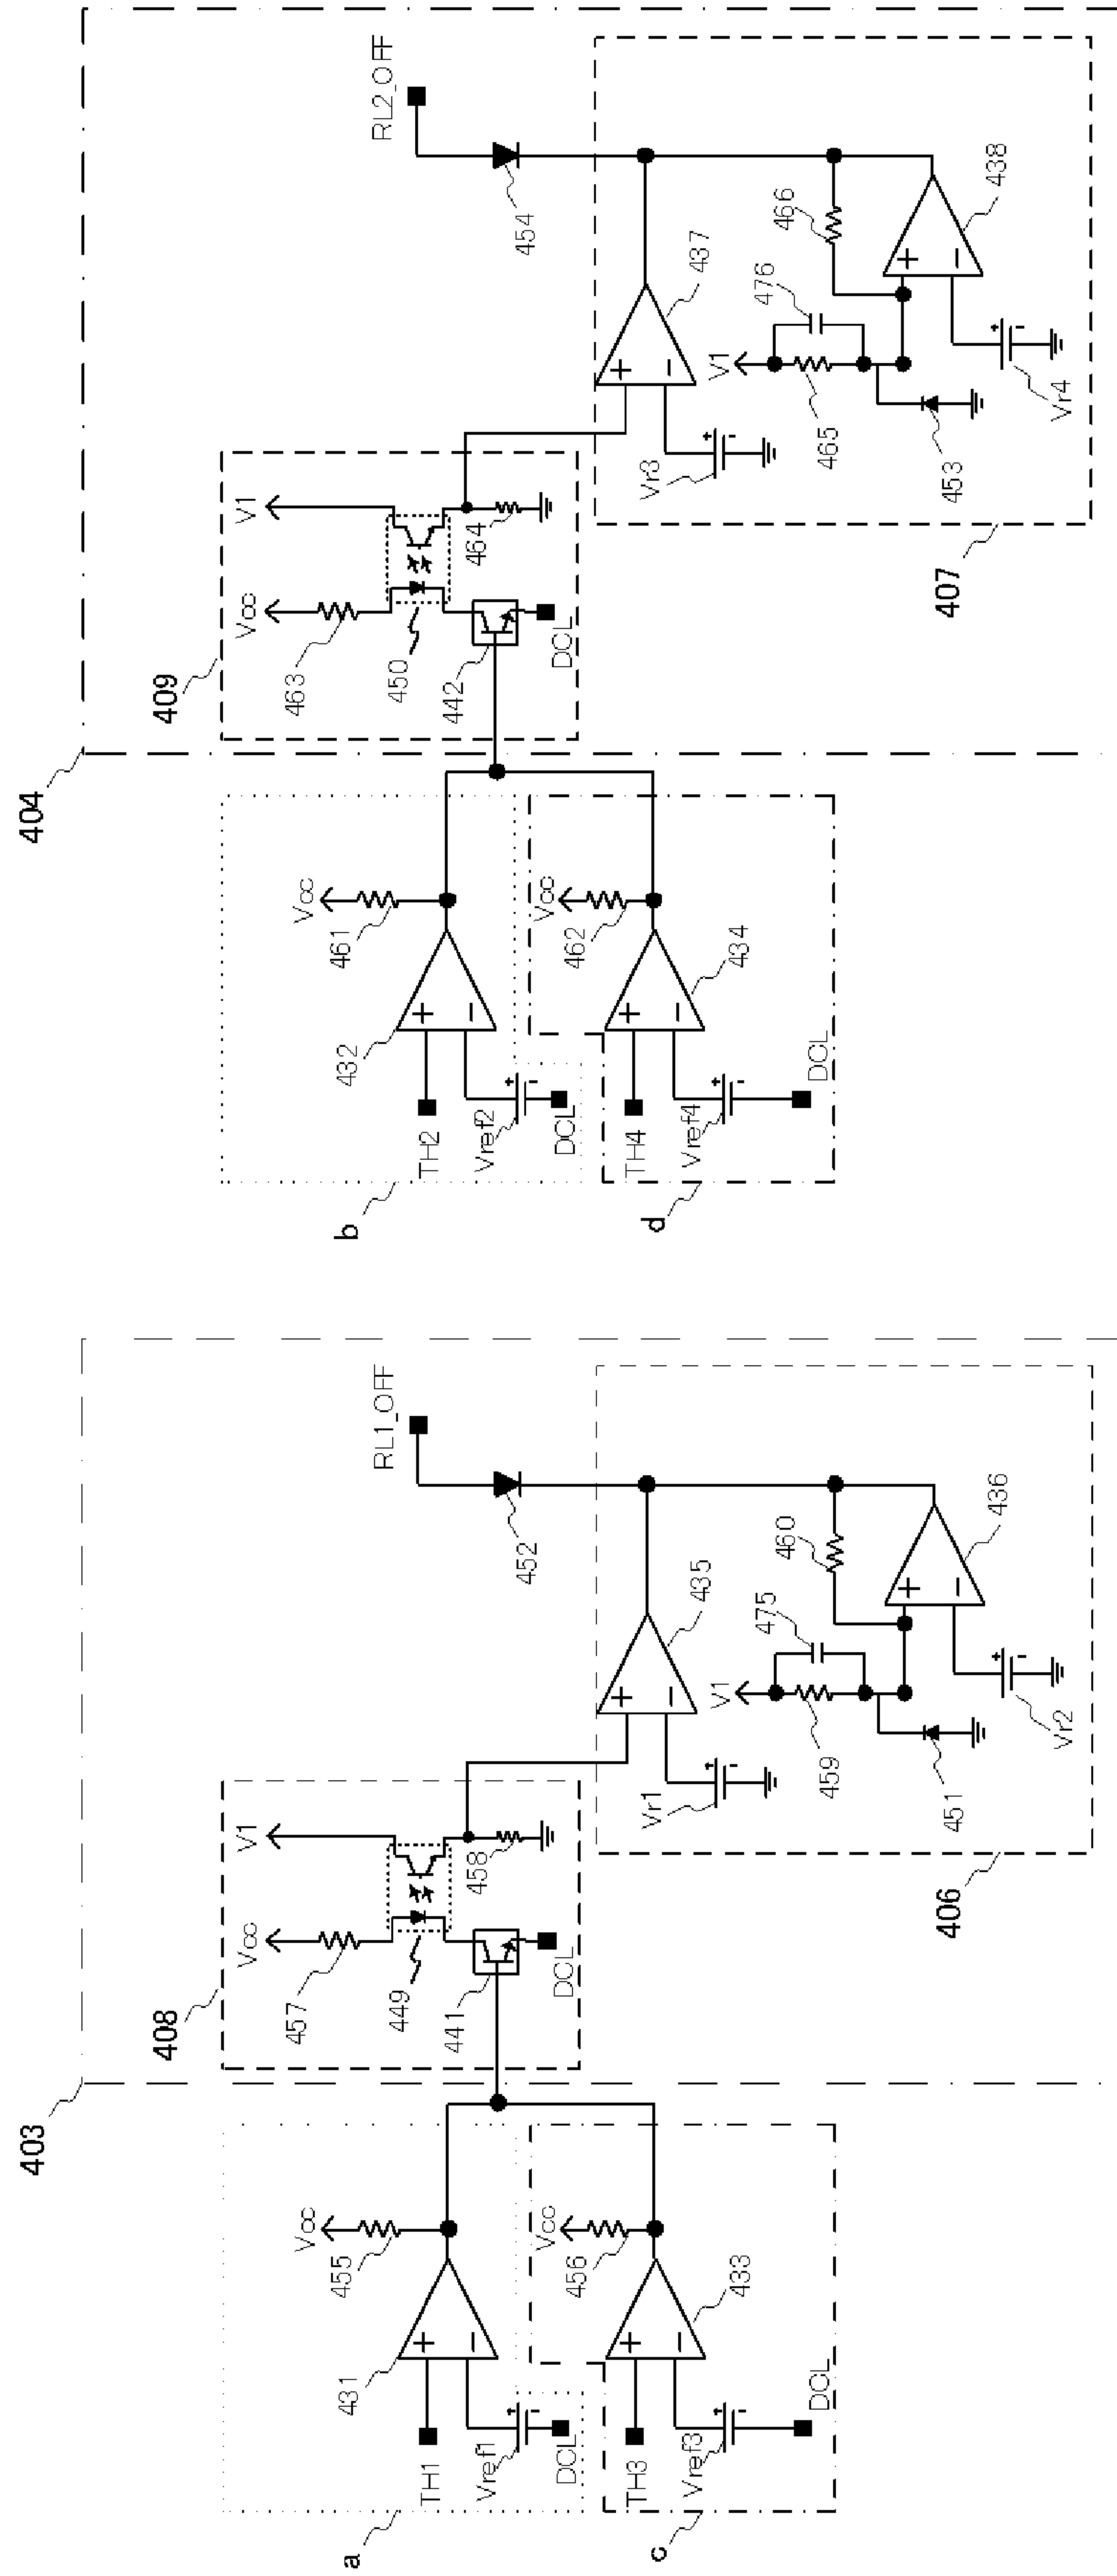 403
a
TH1
431
Vref1
DCL
Vcc
455
c
TH3
433
Vref3
DCL
Vcc
456
408
Vcc
457
449
441
DCL
V1
458
RL1_OFF
452
406
Vr1
435
V1
459
475
460
451
Vr2
436
404
b
TH2
432
Vref2
DCL
Vcc
461
d
TH4
434
Vref4
DCL
Vcc
462
409
Vcc
463
450
442
DCL
V1
464
RL2_OFF
454
407
Vr3
437
V1
465
476
466
453
Vr4
438